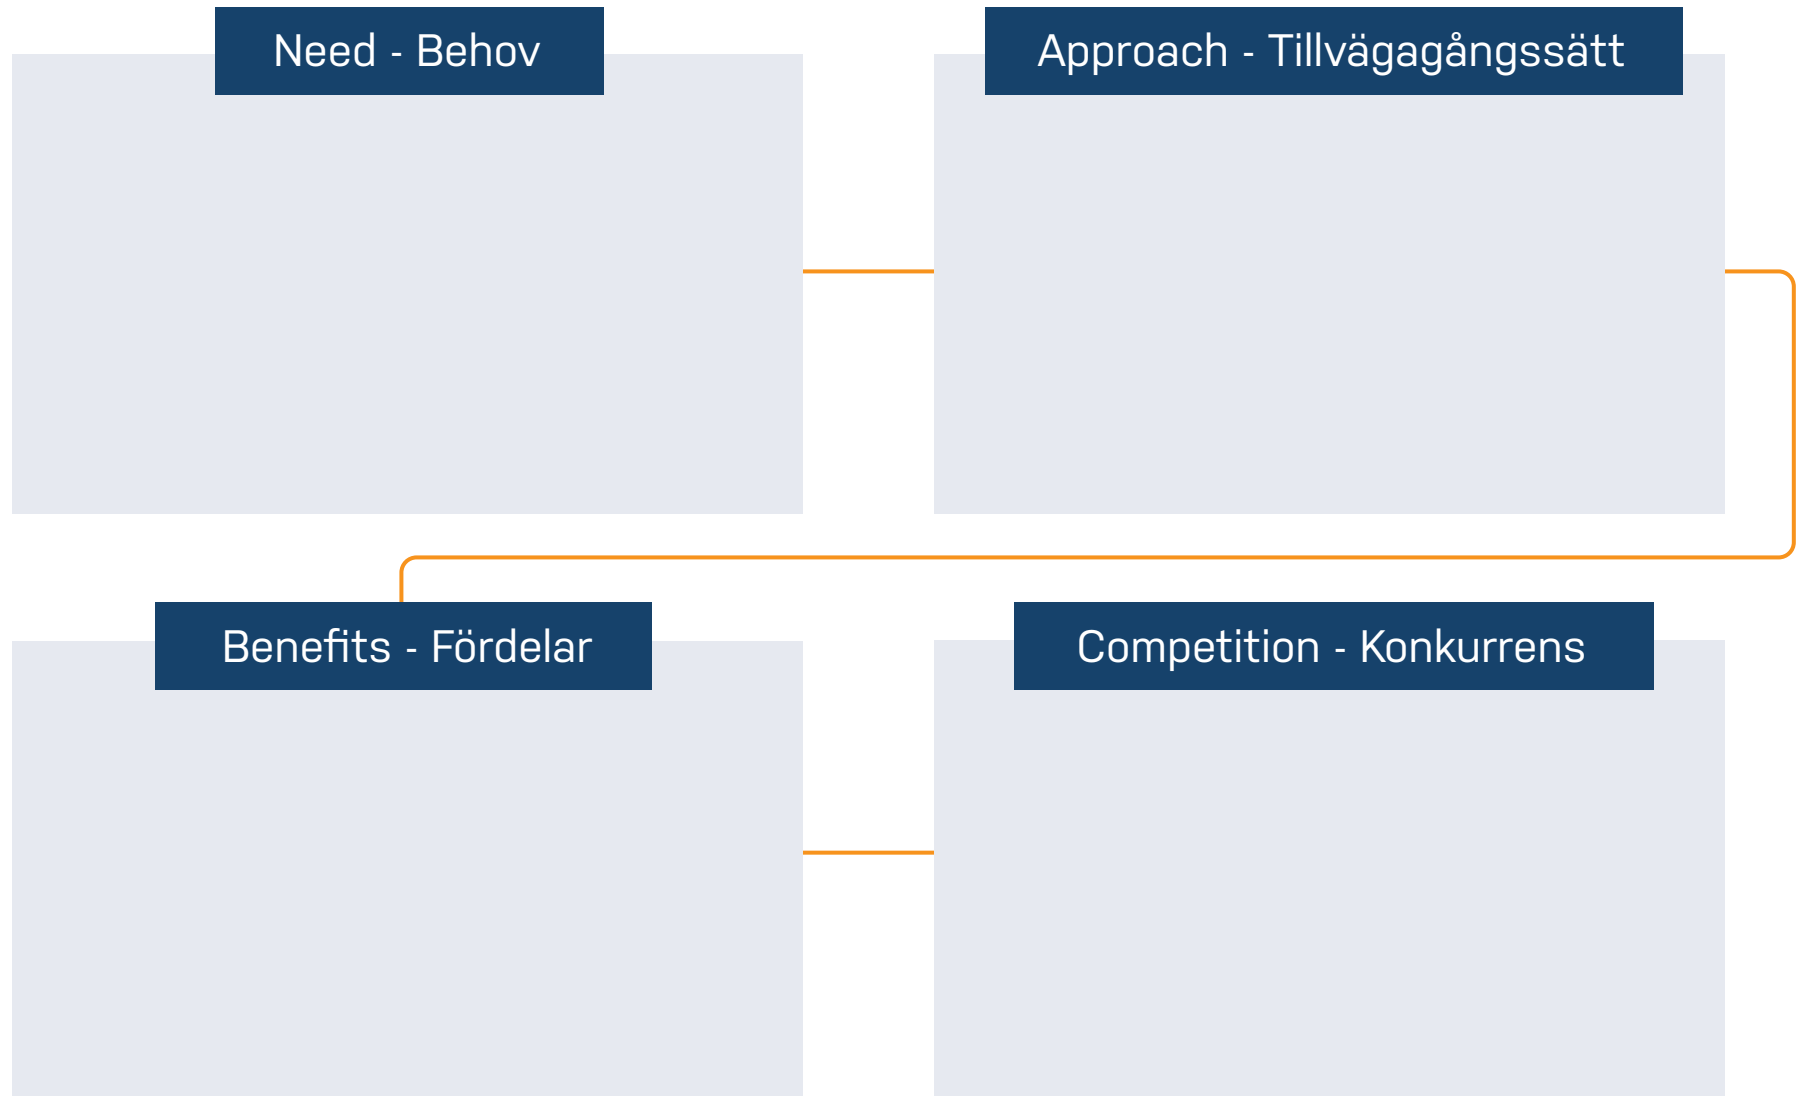 Need - Behov
Approach - Tillvägagångssätt
Benefits - Fördelar
Competition - Konkurrens